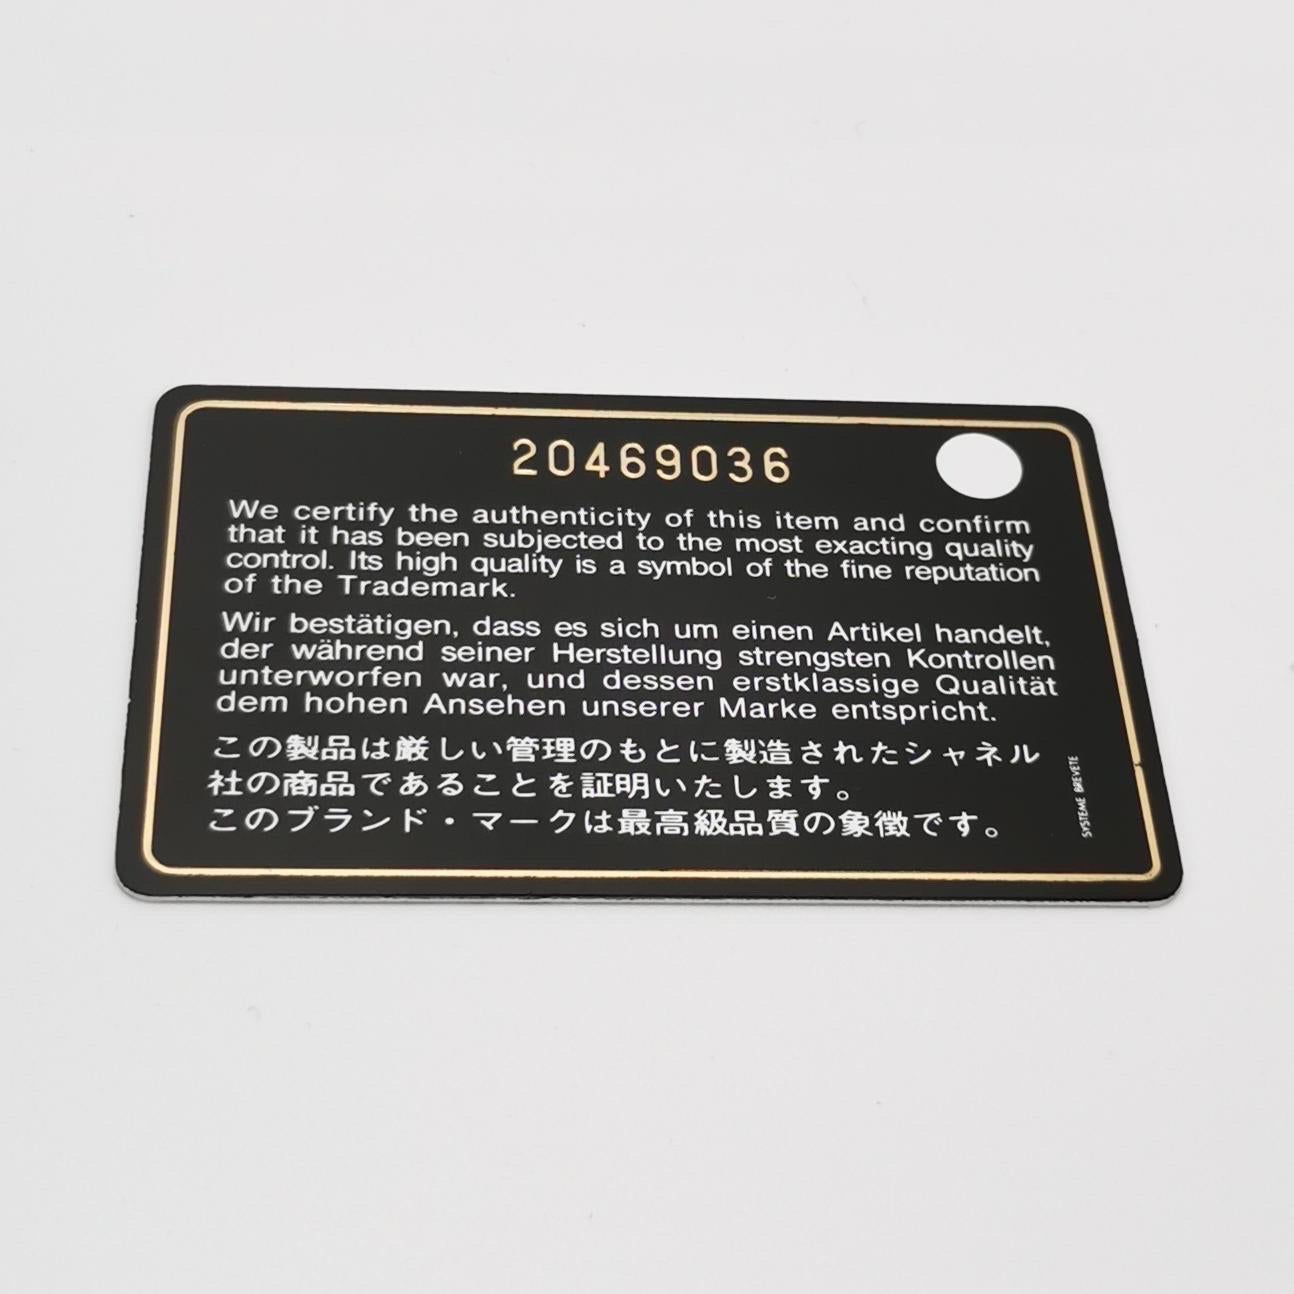 20469036
We certify the authenticity of this item and confirm
that it has been subjected to the most exacting quality
control. Its high quality is a symbol of the fine reputation
of the Trademark.
Wir bestätigen, dass es sich um einen Artikel handelt,
der während seiner Herstellung strengsten Kontrollen
unterworfen war, und dessen erstklassige Qualität
dem hohen Ansehen unserer Marke entspricht.
この製品は厳しい管理のもとに製造されたシャネル
社の商品であることを証明いたします。
このブランド・マークは最高級品質の象徴です。
SYSTEME BREVETE